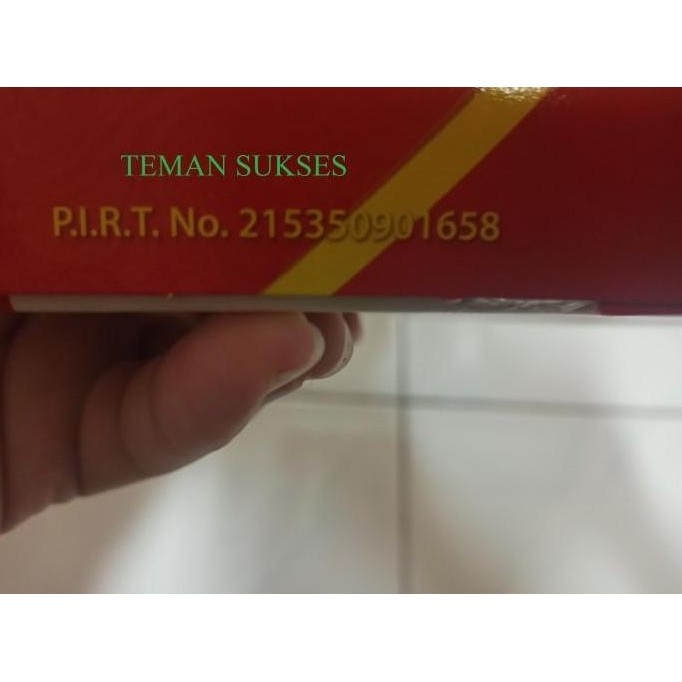 TEMAN SUKSES
P.I.R.T. No. 215350901658